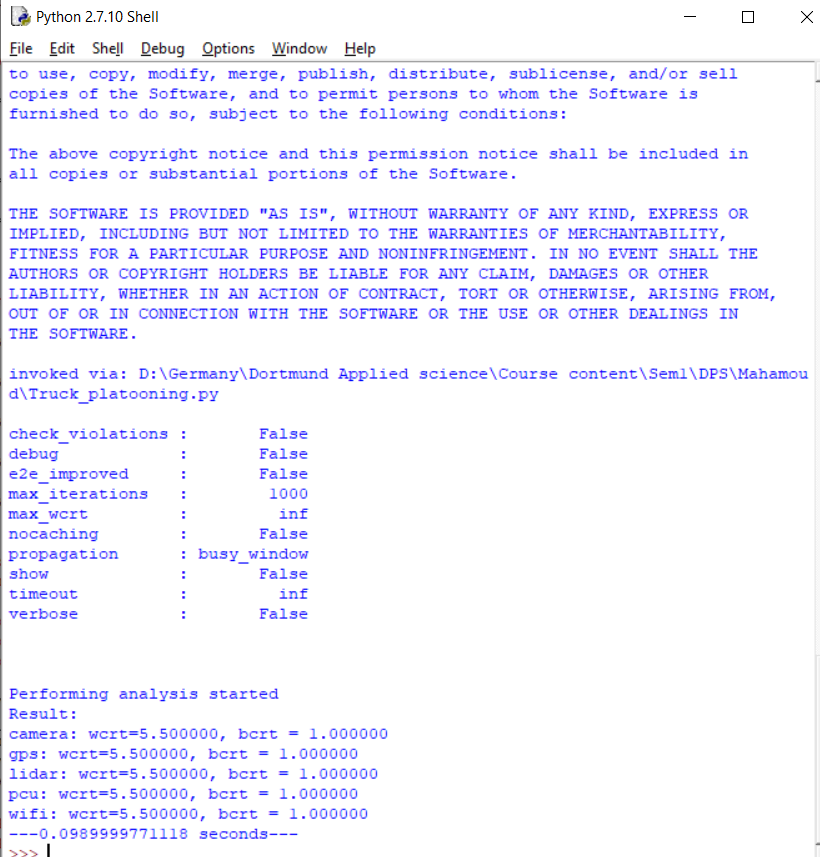 Python 2.7.10 Shell
File Edit Shell Debug Options Window Help
to use, copy, modify, merge, publish, distribute, sublicense, and/or sell
copies of the Software, and to permit persons to whom the Software is
furnished to do so, subject to the following conditions:
The above copyright notice and this permission notice shall be included in
all copies or substantial portions of the Software.
THE SOFTWARE IS PROVIDED "AS IS", WITHOUT WARRANTY OF ANY KIND, EXPRESS OR
IMPLIED, INCLUDING BUT NOT LIMITED TO THE WARRANTIES OF MERCHANTABILITY,
FITNESS FOR A PARTICULAR PURPOSE AND NONINFRINGEMENT. IN NO EVENT SHALL THE
AUTHORS OR COPYRIGHT HOLDERS BE LIABLE FOR ANY CLAIM, DAMAGES OR OTHER
LIABILITY, WHETHER IN AN ACTION OF CONTRACT, TORT OR OTHERWISE, ARISING FROM,
OUT OF OR IN CONNECTION WITH THE SOFTWARE OR THE USE OR OTHER DEALINGS IN
THE SOFTWARE.
invoked via: D:\Germany\Dortmund Applied science\Course content\Sem1\DPS\Mahamou
d\Truck_platooning.py
check_violations : False
debug : False
e2e_improved : False
max_iterations : 1000
max_wcrt : inf
nocaching : False
propagation : busy_window
show : False
timeout : inf
verbose : False
Performing analysis started
Result:
camera: wcrt=5.500000, bcrt = 1.000000
gps: wcrt=5.500000, bcrt = 1.000000
lidar: wcrt=5.500000, bcrt = 1.000000
pcu: wcrt=5.500000, bcrt = 1.000000
wifi: wcrt=5.500000, bcrt = 1.000000
---0.0989999771118 seconds---
>>>